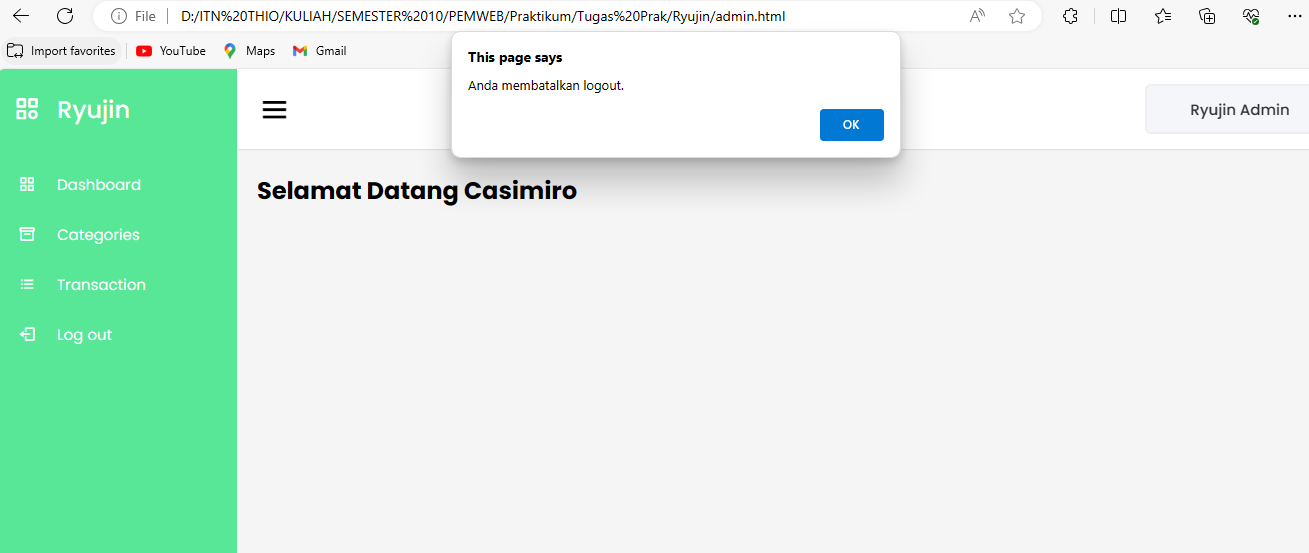 File
D:/ITN%20THIO/KULIAH/SEMESTER%2010/PEMWEB/Praktikum/Tugas%20Prak/Ryujin/admin.html
Import favorites
YouTube
Maps
Gmail
This page says
Anda membatalkan logout.
OK
Ryujin
Ryujin Admin
Dashboard
Categories
Transaction
Log out
Selamat Datang Casimiro